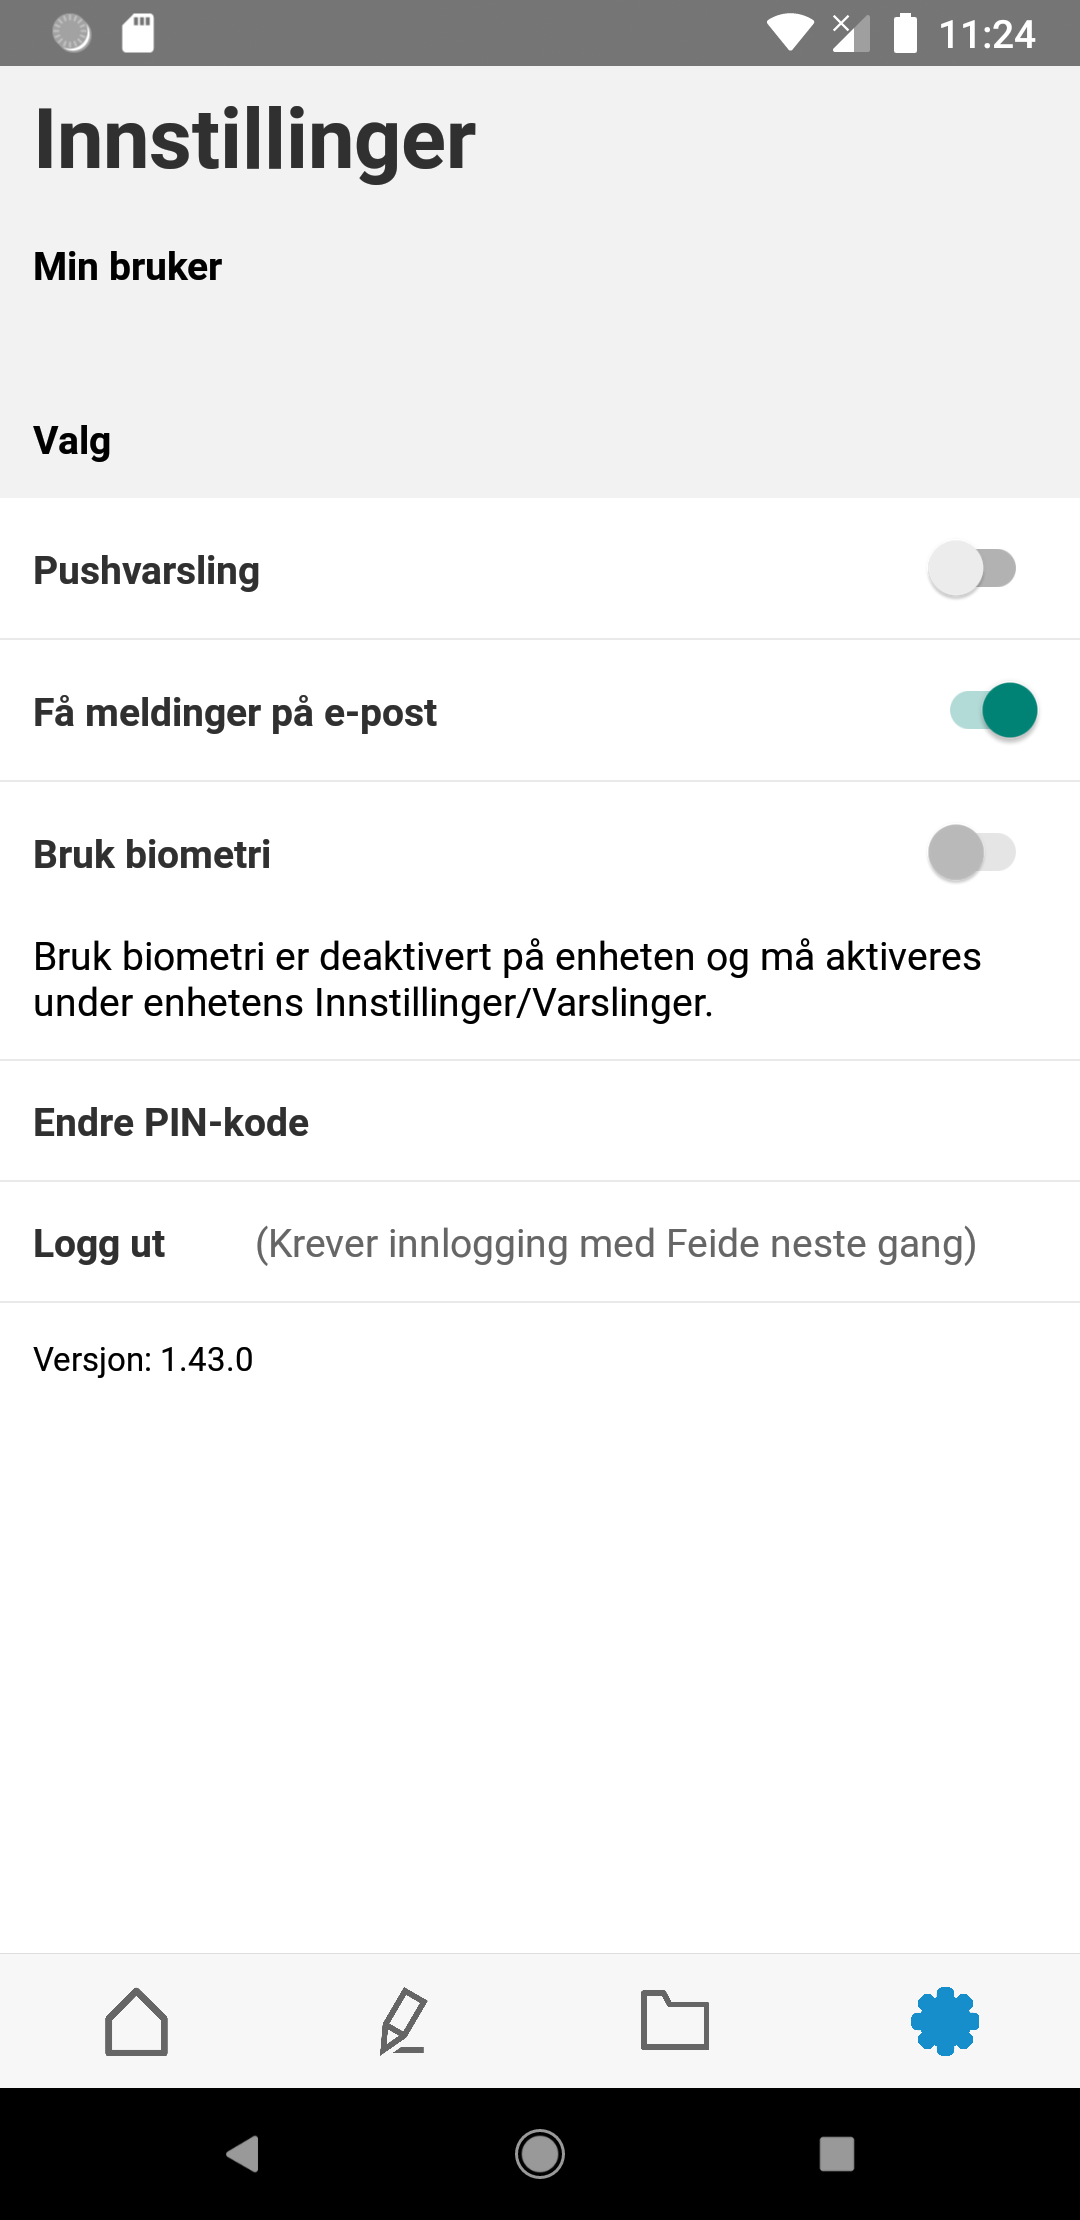 11:24
Innstillinger
Min bruker
Valg
Pushvarsling
Få meldinger på e-post
Bruk biometri
Bruk biometri er deaktivert på enheten og må aktiveres
under enhetens Innstillinger/Varslinger.
Endre PIN-kode
Logg ut (Krever innlogging med Feide neste gang)
Versjon: 1.43.0